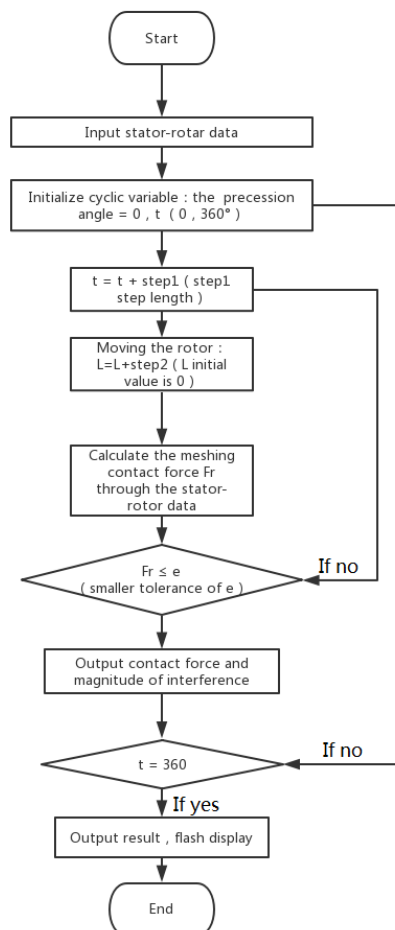 Start
Input stator-rotar data
Initialize cyclic variable : the precession
angle = 0 , t ( 0 , 360° )
t = t + step1 ( step1
step length )
Moving the rotor :
L=L+step2 ( L initial
value is 0 )
Calculate the meshing
contact force Fr
through the stator-
rotor data
Fr ≤ e
( smaller tolerance of e )
If no
Output contact force and
magnitude of interference
t = 360
If no
If yes
Output result , flash display
End